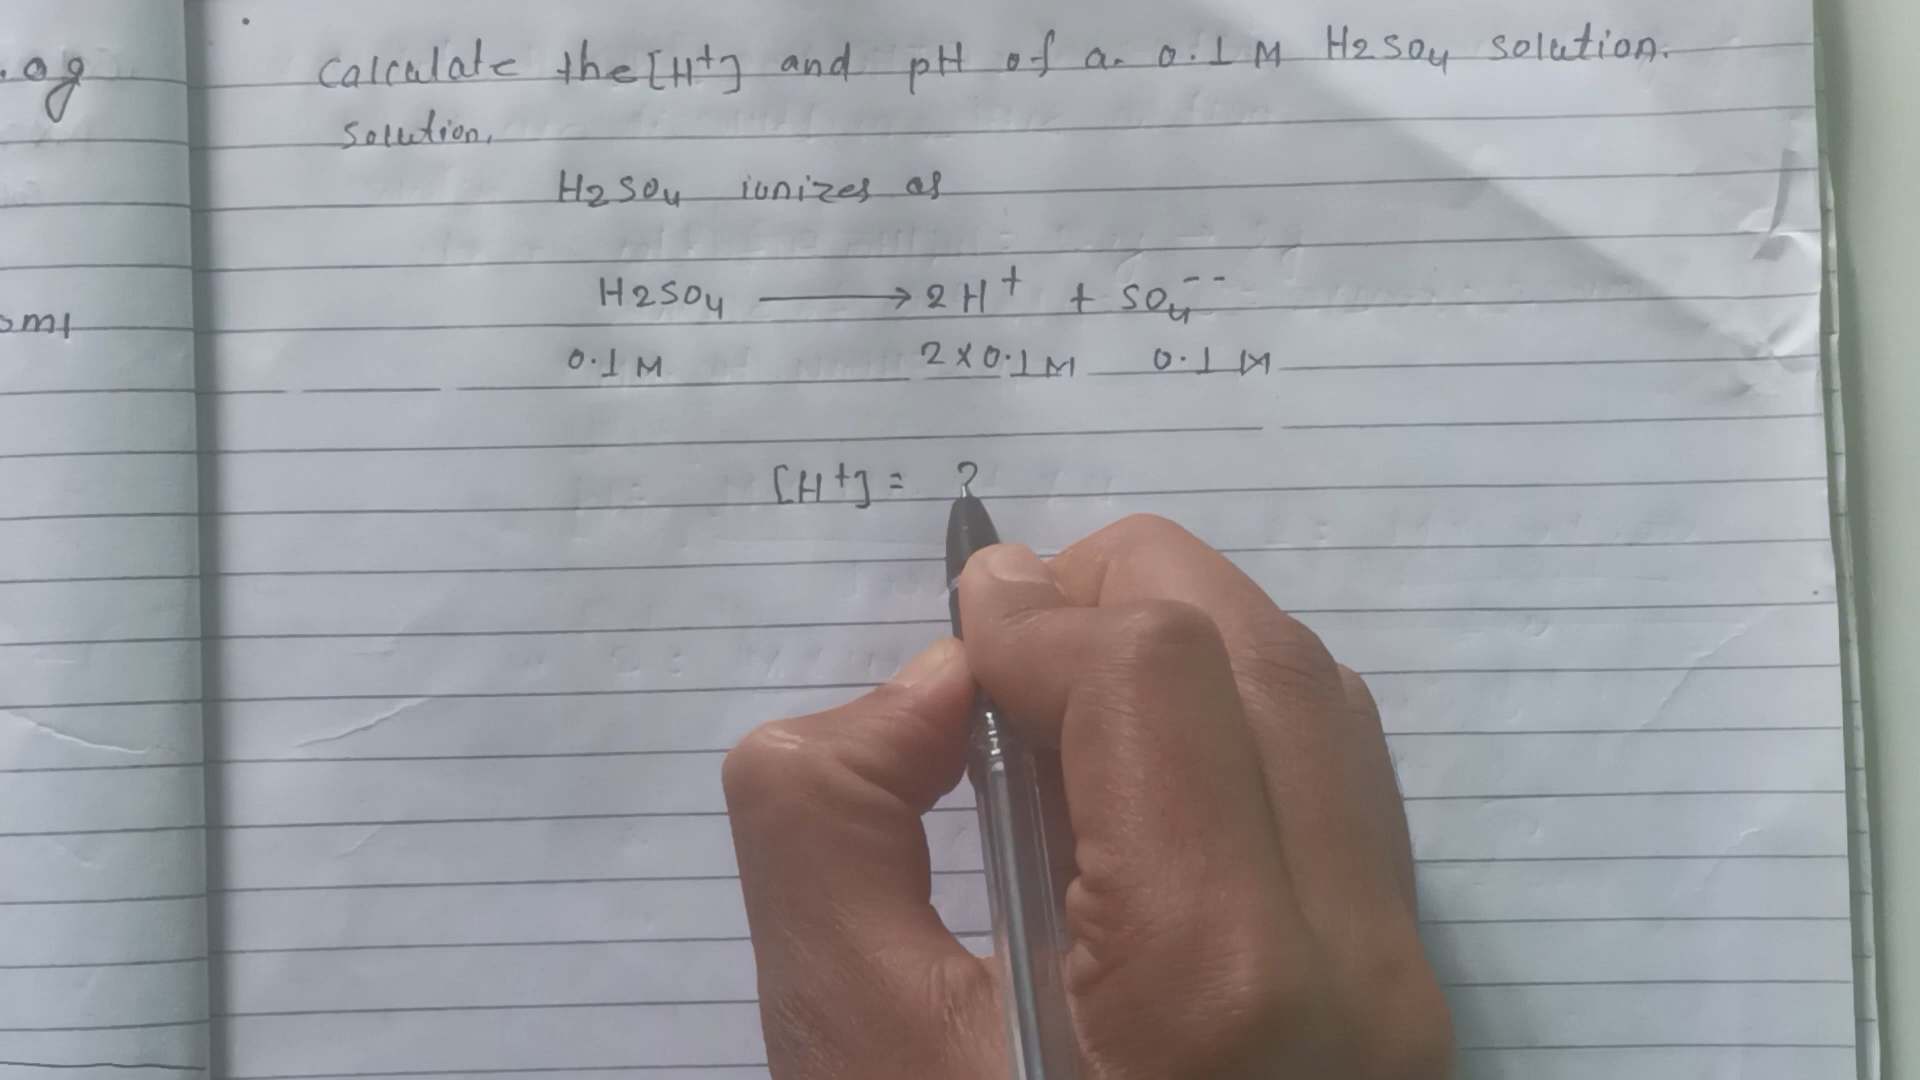 .09
Calculate the [H+] and pH of a 0.1 M H2SO4 solution.
Solution,
H2SO4 ionizes as
H2SO4 ⟶ 2H+ + SO4--
0.1 M 2×0.1 M 0.1 M
[H+] = ?